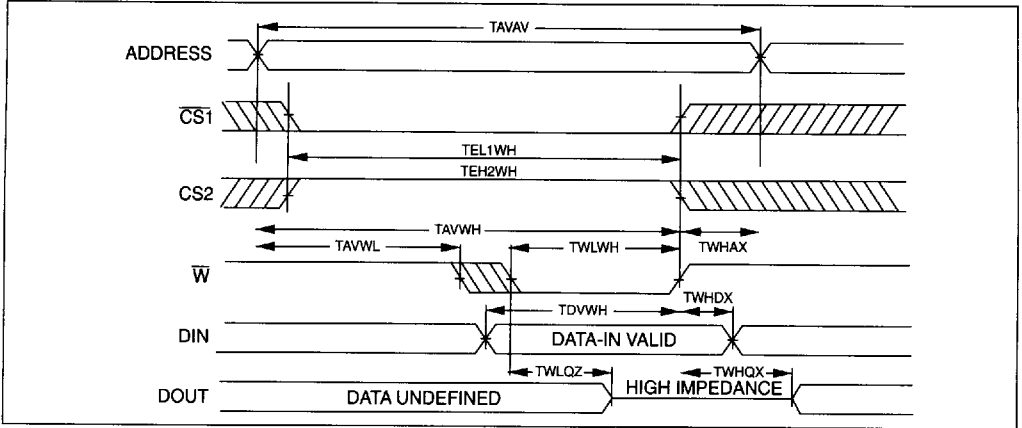 TAVAV
ADDRESS
CS1
TEL1WH
TEH2WH
CS2
TAVWH
TAVWL
TWLWH
TWHAX
W
TWHDX
TDVWH
DIN
DATA-IN VALID
TWLQZ
TWHQX
HIGH IMPEDANCE
DOUT
DATA UNDEFINED